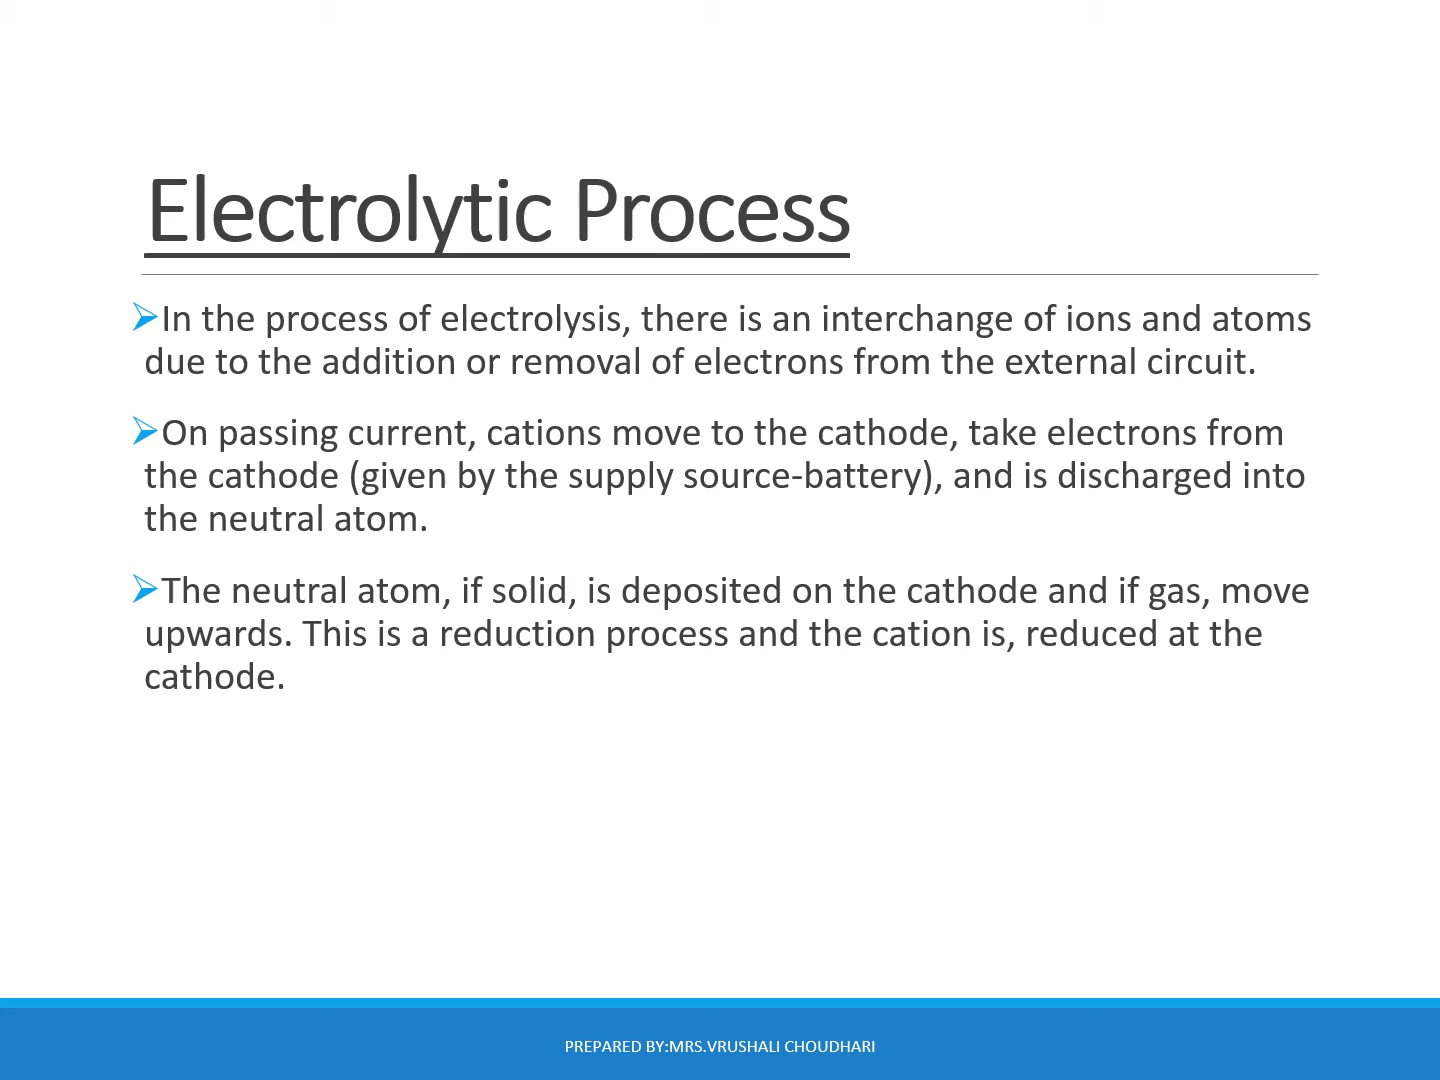 Electrolytic Process
➢In the process of electrolysis, there is an interchange of ions and atoms
due to the addition or removal of electrons from the external circuit.
➢On passing current, cations move to the cathode, take electrons from
the cathode (given by the supply source-battery), and is discharged into
the neutral atom.
➢The neutral atom, if solid, is deposited on the cathode and if gas, move
upwards. This is a reduction process and the cation is, reduced at the
cathode.
PREPARED BY:MRS.VRUSHALI CHOUDHARI